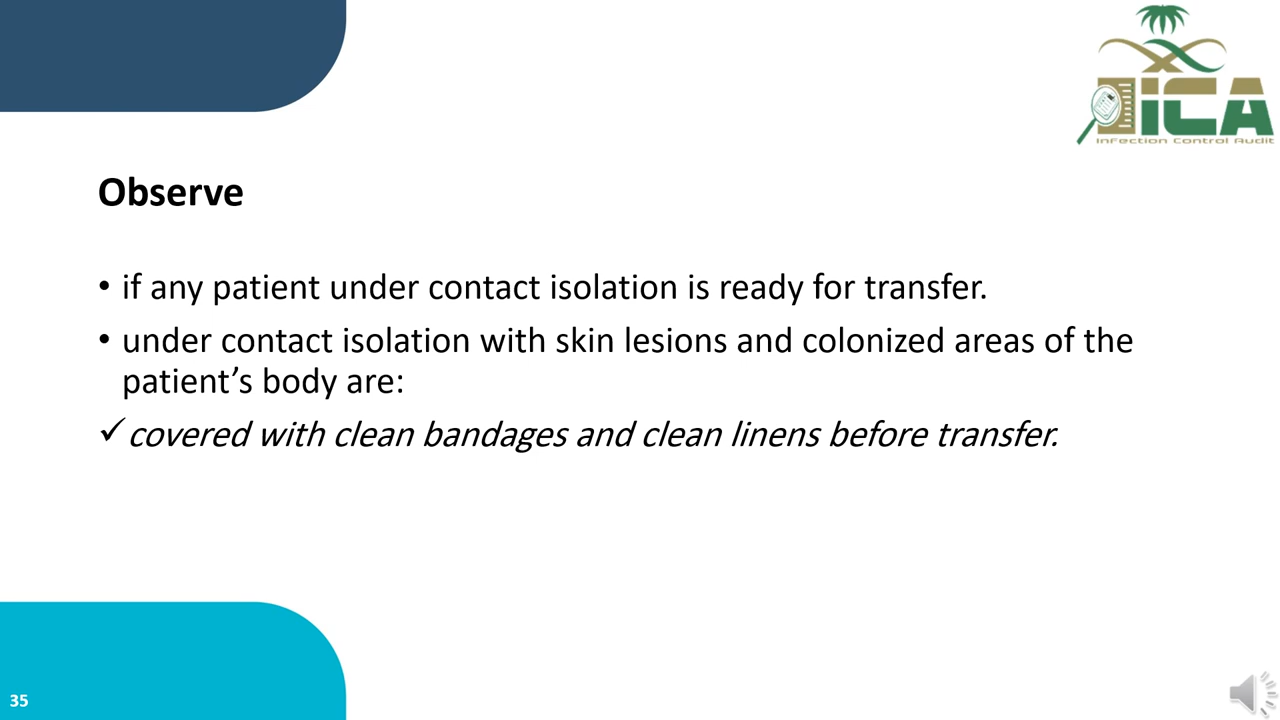 iCA
inFection Control Audit
Observe
• if any patient under contact isolation is ready for transfer.
• under contact isolation with skin lesions and colonized areas of the
patient’s body are:
✓ covered with clean bandages and clean linens before transfer.
35